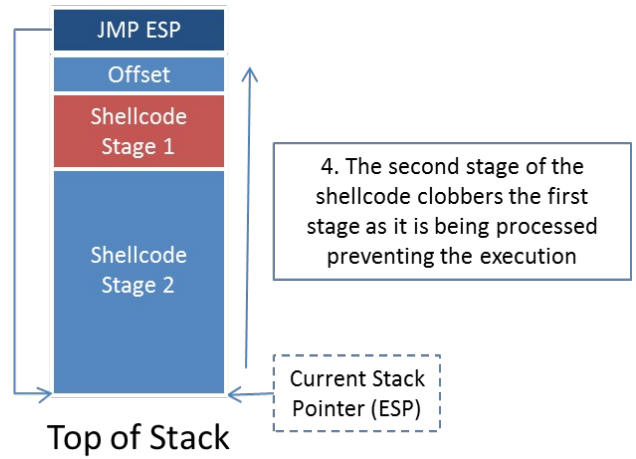 JMP ESP
Offset
Shellcode
Stage 1
4. The second stage of the
shellcode clobbers the first
stage as it is being processed
preventing the execution
Shellcode
Stage 2
Current Stack
Pointer (ESP)
Top of Stack